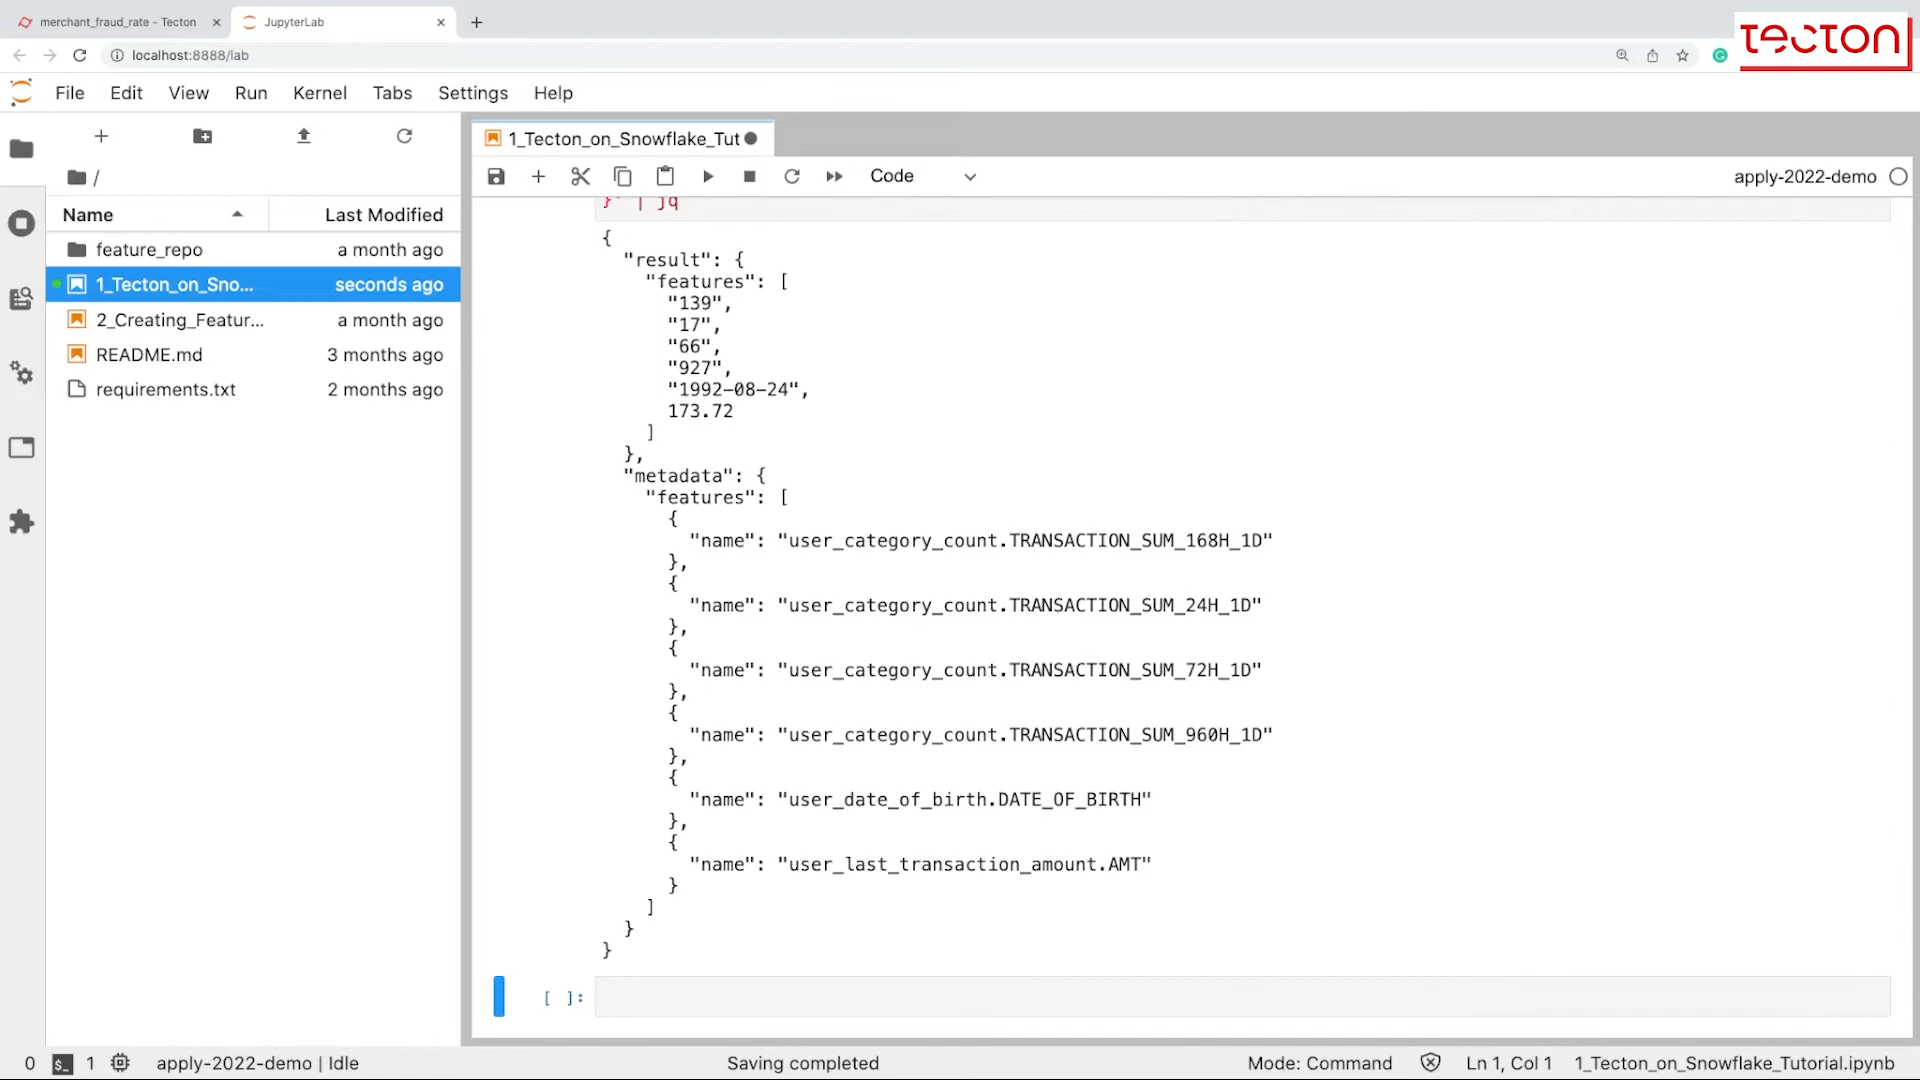 merchant_fraud_rate - Tecton
JupyterLab
tecton
localhost:8888/lab
File Edit View Run Kernel Tabs Settings Help
1_Tecton_on_Snowflake_Tut
/
Code
apply-2022-demo
Name Last Modified
feature_repo a month ago
1_Tecton_on_Sno... seconds ago
2_Creating_Featur... a month ago
README.md 3 months ago
requirements.txt 2 months ago
}' | jq
{
"result": {
"features": [
"139",
"17",
"66",
"927",
"1992-08-24",
173.72
]
},
"metadata": {
"features": [
{
"name": "user_category_count.TRANSACTION_SUM_168H_1D"
},
{
"name": "user_category_count.TRANSACTION_SUM_24H_1D"
},
{
"name": "user_category_count.TRANSACTION_SUM_72H_1D"
},
{
"name": "user_category_count.TRANSACTION_SUM_960H_1D"
},
{
"name": "user_date_of_birth.DATE_OF_BIRTH"
},
{
"name": "user_last_transaction_amount.AMT"
}
]
}
}
[ ]:
0 $_ 1 apply-2022-demo | Idle Saving completed Mode: Command Ln 1, Col 1 1_Tecton_on_Snowflake_Tutorial.ipynb